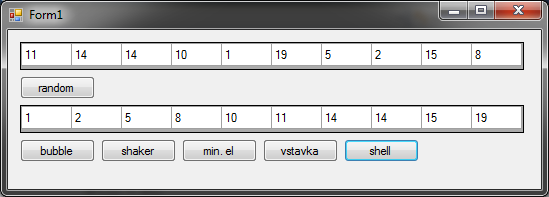 Form1
11 14 14 10 1 19 5 2 15 8
random
1 2 5 8 10 11 14 14 15 19
bubble shaker min. el vstavka shell